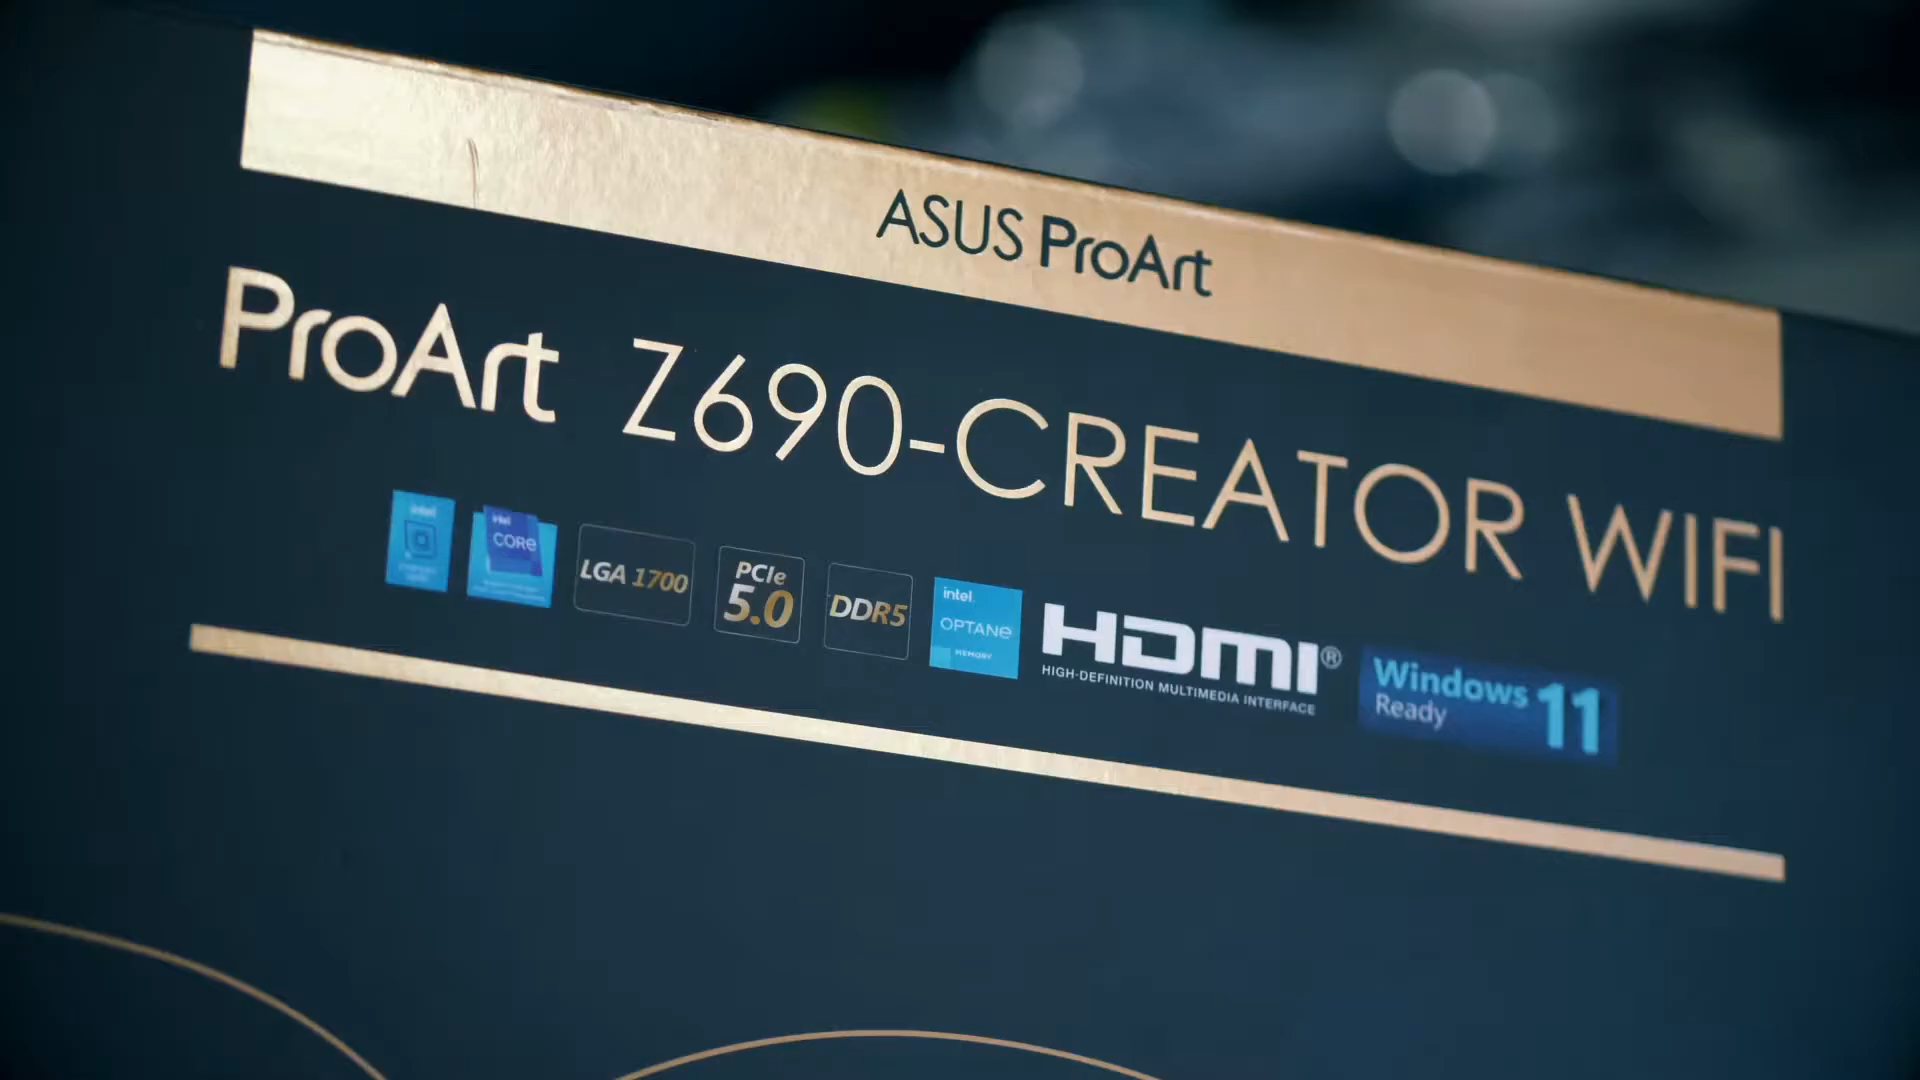 ASUS ProArt
ProArt Z690-CREATOR WIFI
intel
intel
CORE
LGA 1700
PCIe
5.0
DDR5
intel.
OPTANE
MEMORY
HDMI®
HIGH-DEFINITION MULTIMEDIA INTERFACE
Windows 11
Ready